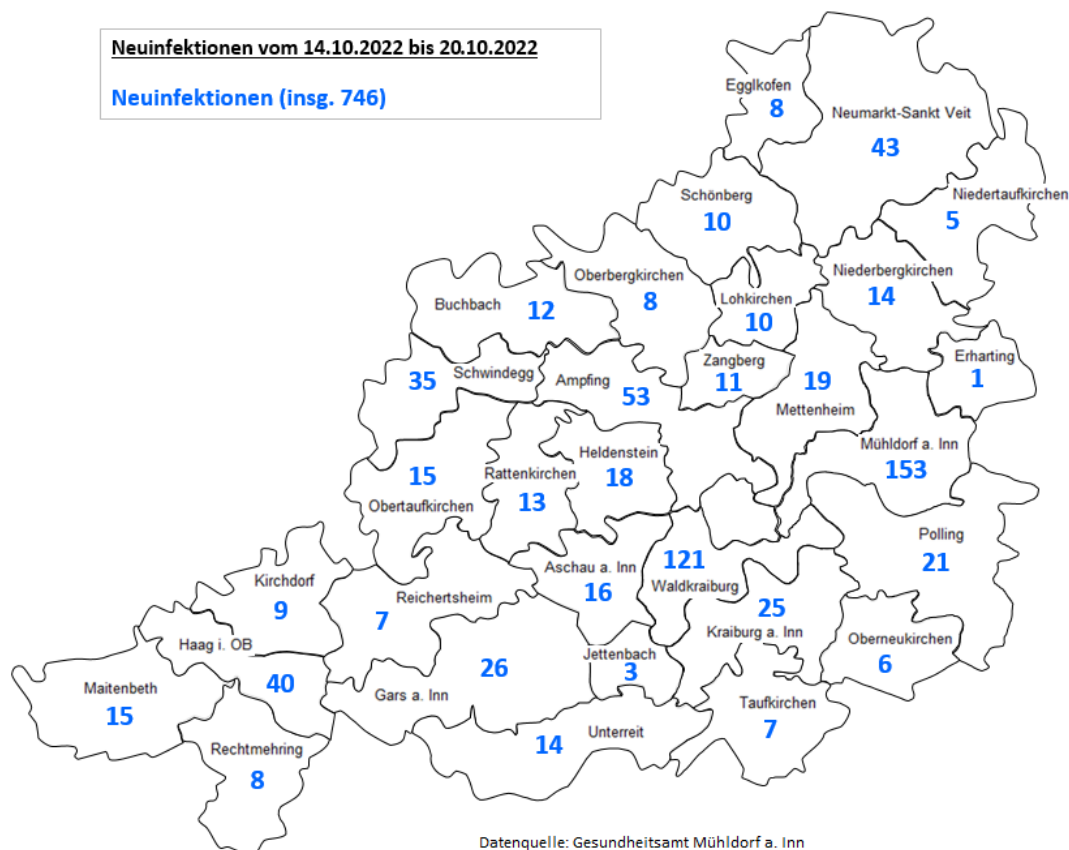 Neuinfektionen vom 14.10.2022 bis 20.10.2022
Neuinfektionen (insg. 746)
Egglkofen
8
Neumarkt-Sankt Veit
43
Niedertaufkirchen
5
Schönberg
10
Niederbergkirchen
14
Oberbergkirchen
8
Lohkirchen
10
Buchbach
12
Zangberg
11
Erharting
1
35
Schwindegg
Ampfing
53
19
Mettenheim
Mühldorf a. Inn
153
Heldenstein
18
Rattenkirchen
13
15
Obertaufkirchen
Polling
21
121
Waldkraiburg
Aschau a. Inn
16
Kirchdorf
9
Reichertsheim
7
25
Kraiburg a. Inn
Oberneukirchen
6
Haag i. OB
40
Jettenbach
3
26
Gars a. Inn
Maitenbeth
15
Taufkirchen
7
Unterreit
14
Rechtmehring
8
Datenquelle: Gesundheitsamt Mühldorf a. Inn